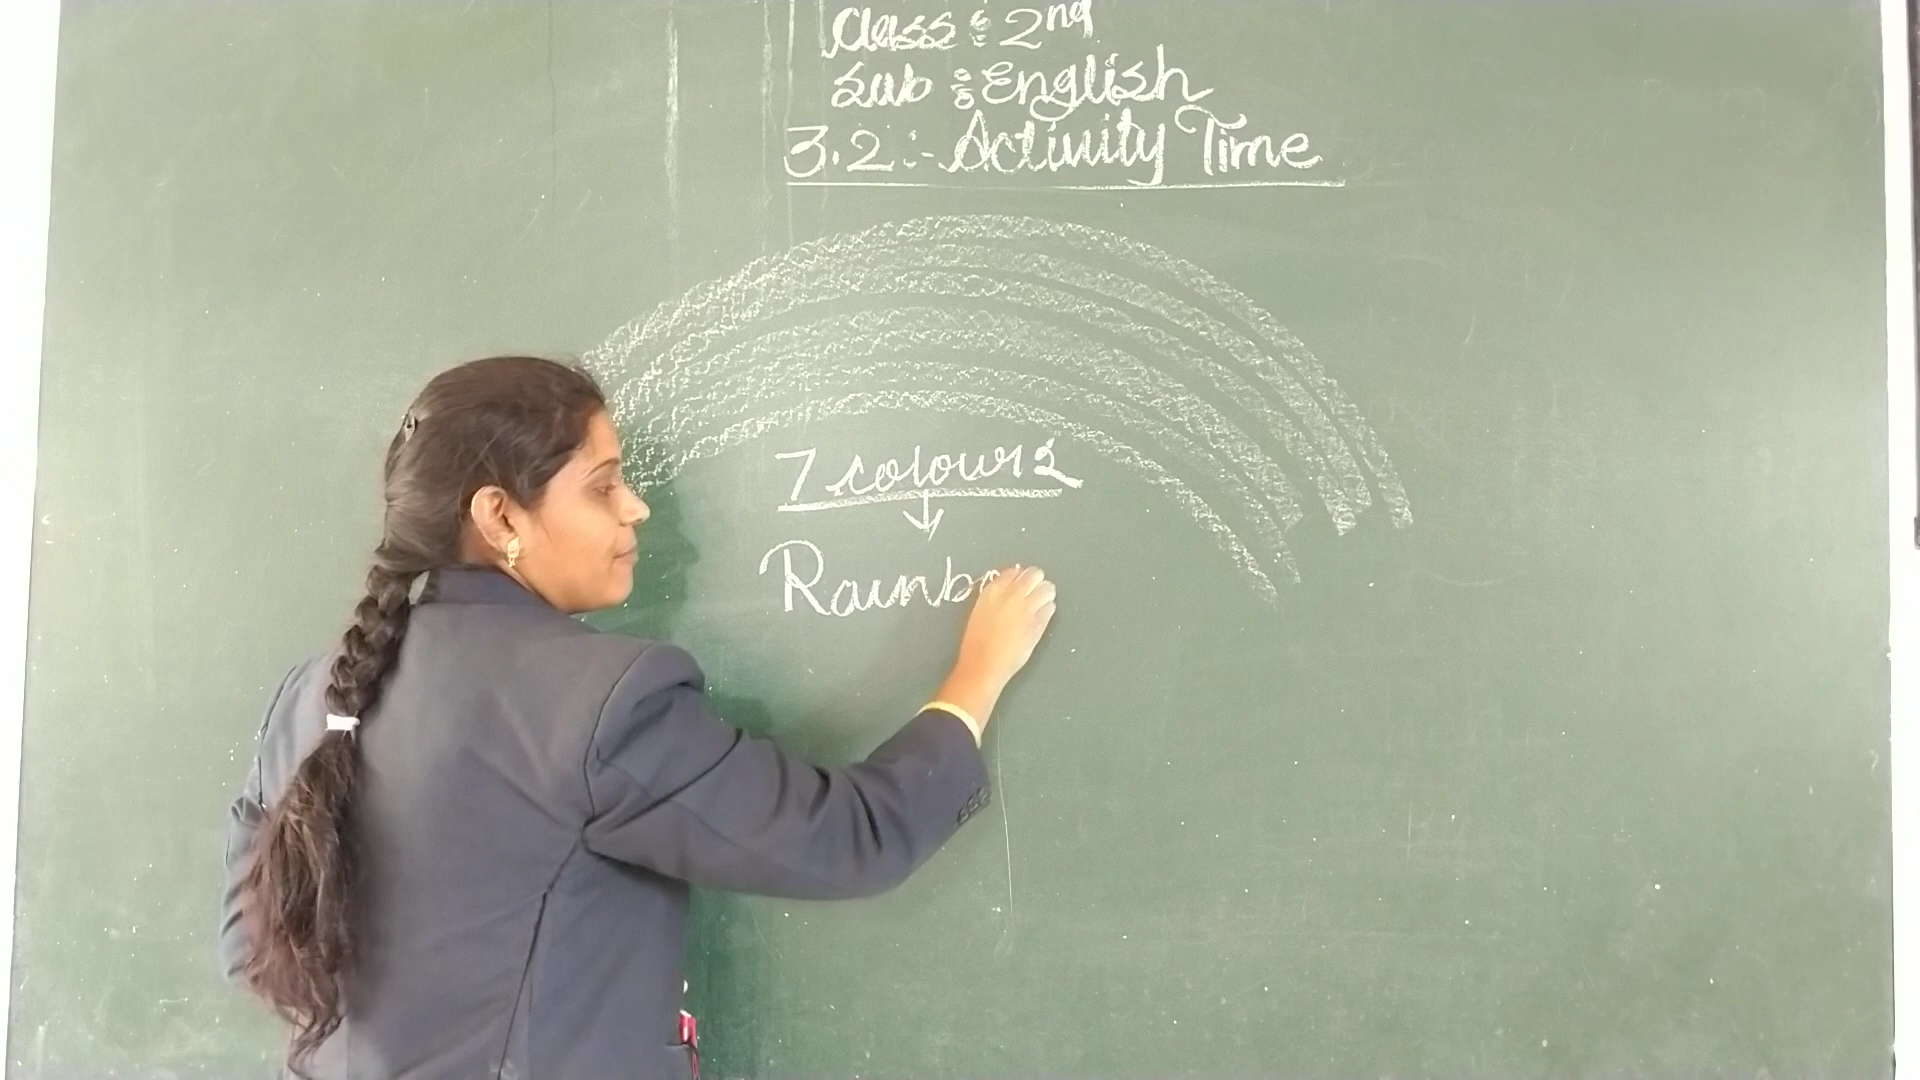 Class : 2nd
Sub : English
3.2 :- Activity Time
7 colours
↓
Rainbo